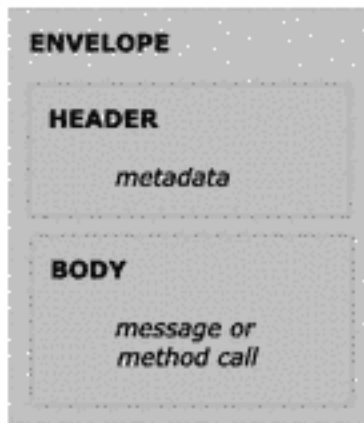 ENVELOPE
HEADER
metadata
BODY
message or
method call